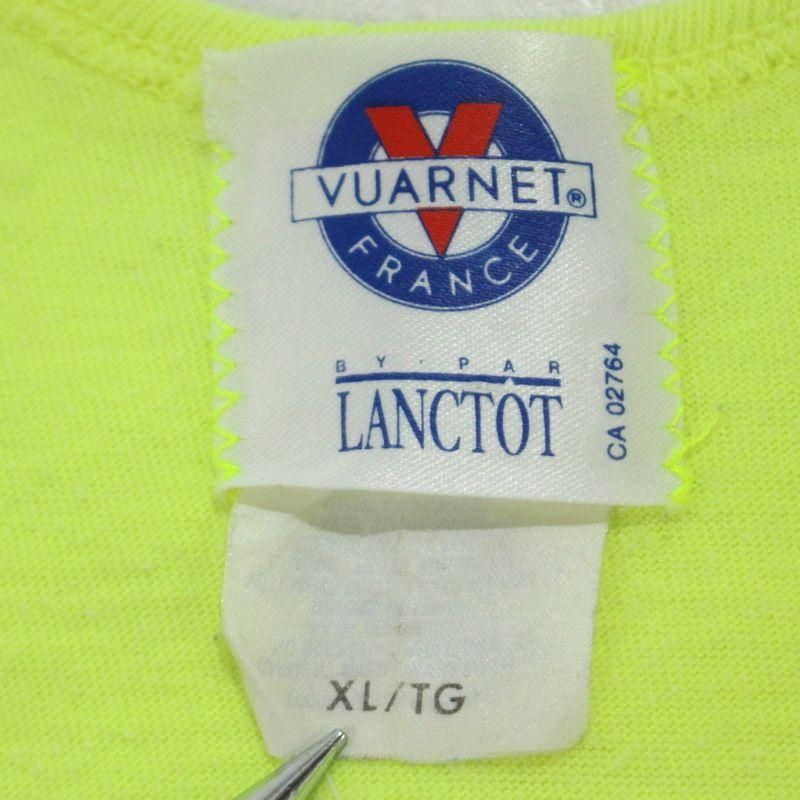 VUARNET®
FRANCE
BY · PAR
LANCTOT
CA 02764
XL/TG